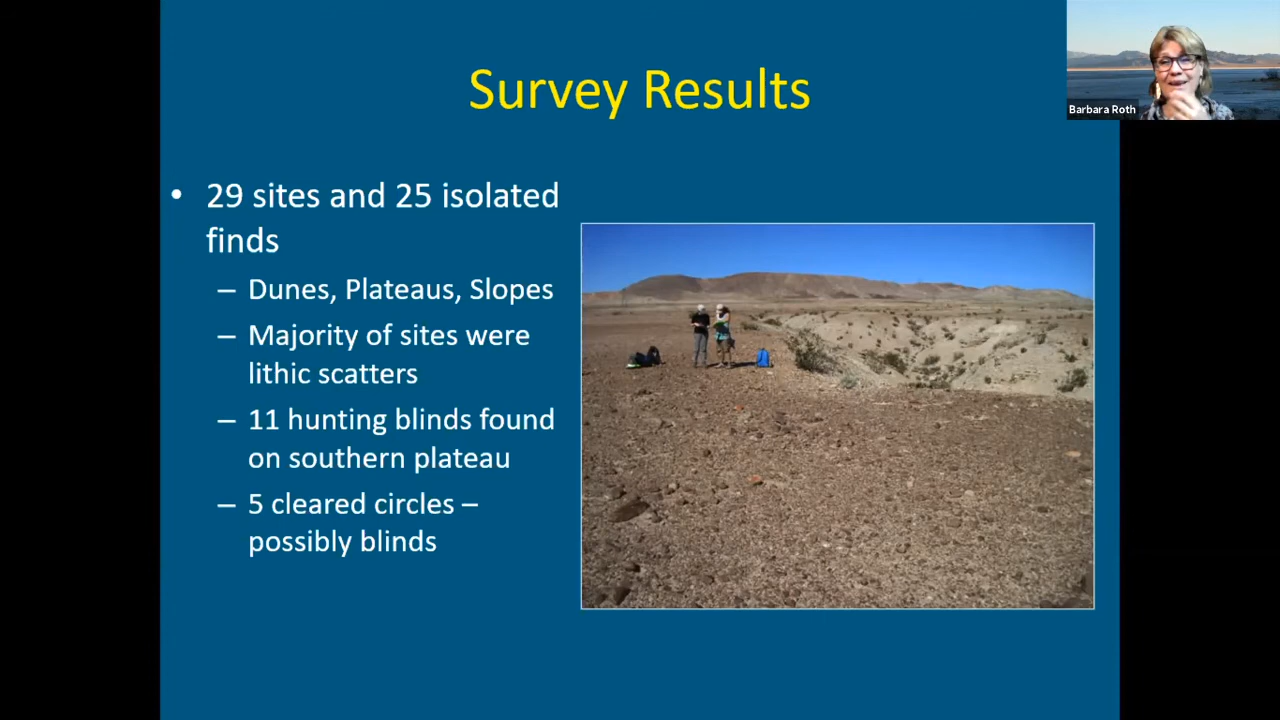 Survey Results
Barbara Roth
• 29 sites and 25 isolated
finds
– Dunes, Plateaus, Slopes
– Majority of sites were
lithic scatters
– 11 hunting blinds found
on southern plateau
– 5 cleared circles –
possibly blinds